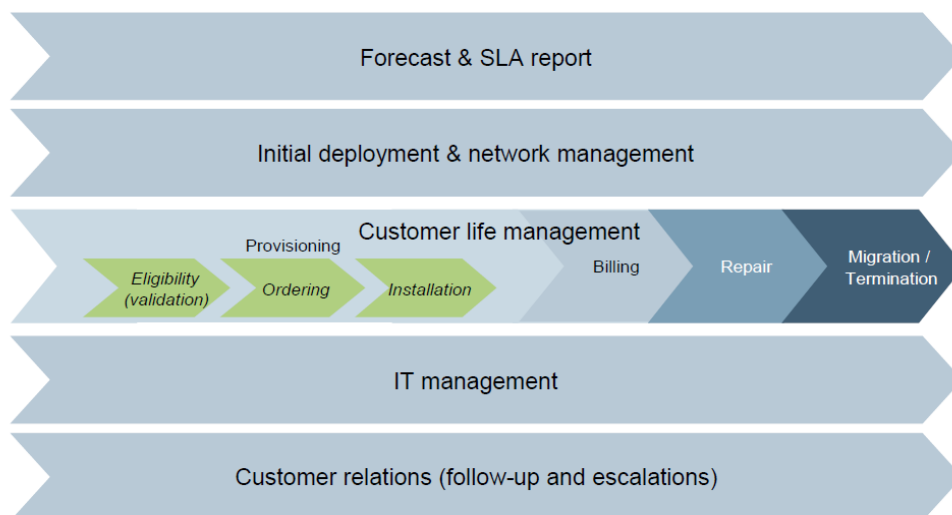 Forecast & SLA report
Initial deployment & network management
Customer life management
Provisioning
Eligibility
(validation)
Ordering
Installation
Billing
Repair
Migration /
Termination
IT management
Customer relations (follow-up and escalations)